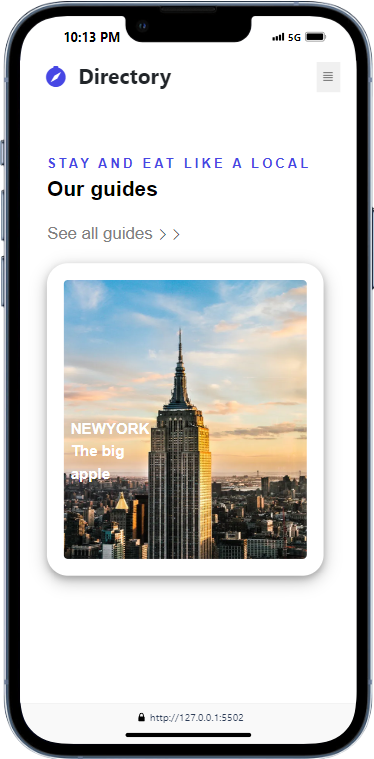 10:13 PM
5G
Directory
STAY AND EAT LIKE A LOCAL
Our guides
See all guides
NEWYORK
The big
apple
http://127.0.0.1:5502